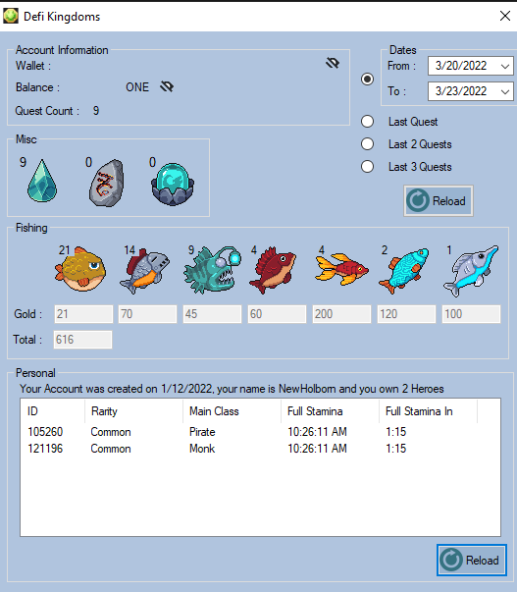 Defi Kingdoms
Account Information
Wallet :
Balance : ONE
Quest Count : 9
Dates
From : 3/20/2022
To : 3/23/2022
Last Quest
Last 2 Quests
Last 3 Quests
Reload
Misc
9 0 0
Fishing
21 14 9 4 4 2 1
Gold : 21 70 45 60 200 120 100
Total : 616
Personal
Your Account was created on 1/12/2022, your name is NewHolborn and you own 2 Heroes
ID Rarity Main Class Full Stamina Full Stamina In
105260 Common Pirate 10:26:11 AM 1:15
121196 Common Monk 10:26:11 AM 1:15
Reload